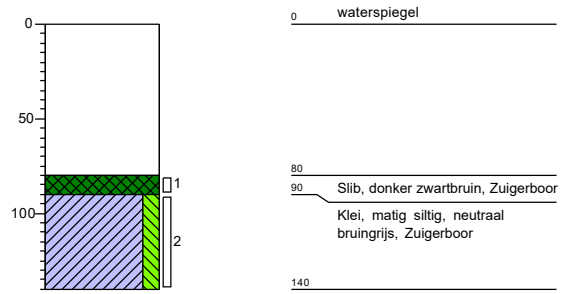 0
50
100
1
2
0 waterspiegel
80
Slib, donker zwartbruin, Zuigerboor
90
Klei, matig siltig, neutraal
bruingrijs, Zuigerboor
140